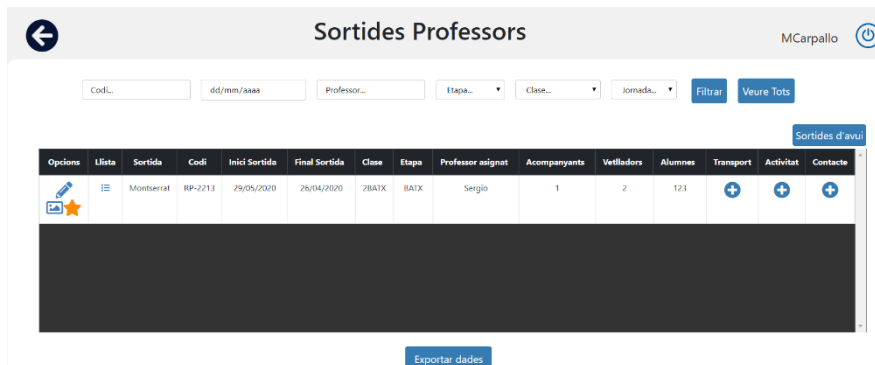 Sortides Professors
MCarpallo
Codi... dd/mm/aaaa Professor... Etapa... Clase... Jornada... Filtrar Veure Tots
Sortides d'avui
Opcions Llista Sortida Codi Inici Sortida Final Sortida Clase Etapa Professor asignat Acompanyants Vetlladors Alumnes Transport Activitat Contacte
Montserrat RP-2213 29/05/2020 26/04/2020 2BATX BATX Sergio 1 2 123
Exportar dades